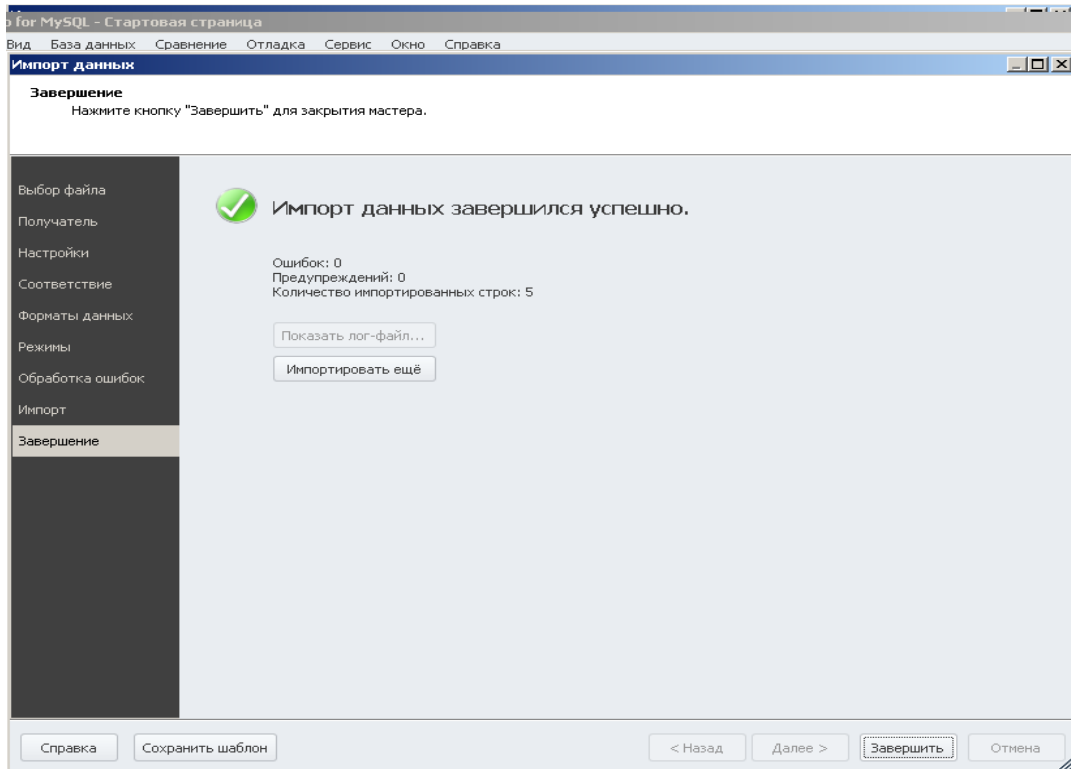 for MySQL - Стартовая страница
Вид База данных Сравнение Отладка Сервис Окно Справка
Импорт данных
Завершение
Нажмите кнопку "Завершить" для закрытия мастера.
Выбор файла
Получатель
Настройки
Соответствие
Форматы данных
Режимы
Обработка ошибок
Импорт
Завершение
Импорт данных завершился успешно.
Ошибок: 0
Предупреждений: 0
Количество импортированных строк: 5
Показать лог-файл...
Импортировать ещё
Справка
Сохранить шаблон
< Назад
Далее >
Завершить
Отмена